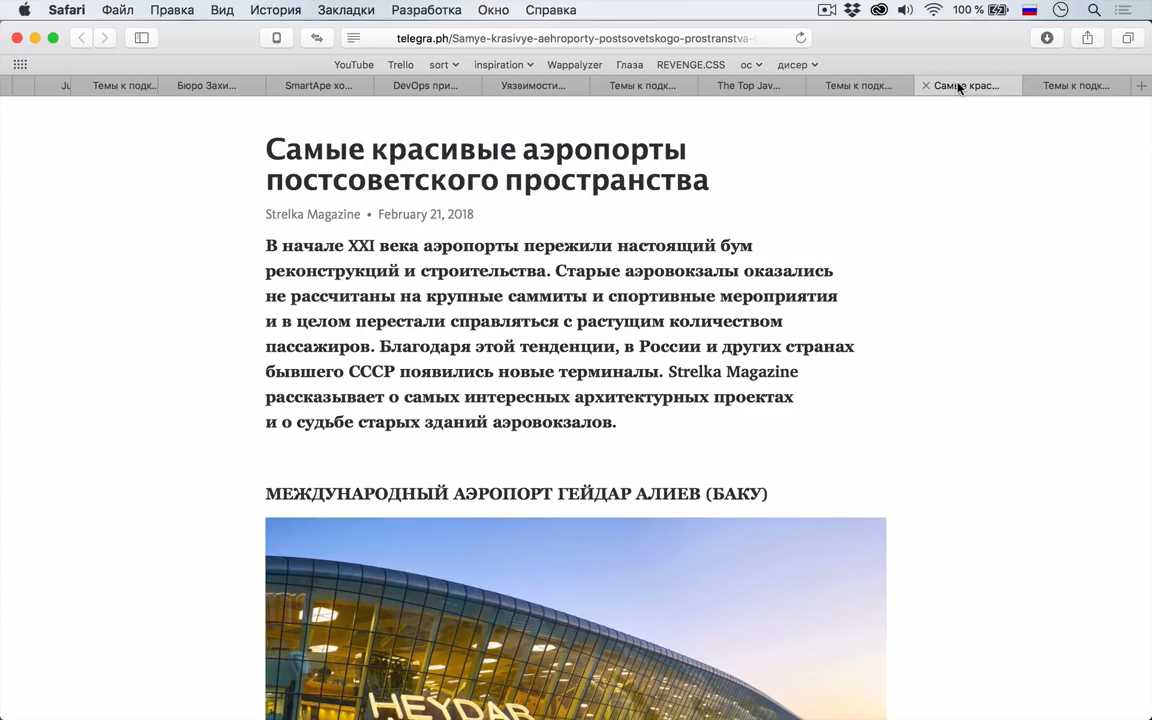 Safari Файл Правка Вид История Закладки Разработка Окно Справка 100 %
telegra.ph/Samye-krasivye-aehroporty-postsovetskogo-prostranstva-
YouTube Trello sort inspiration Wappalyzer Глаза REVENGE.CSS ос дисер
Ju Темы к подк... Бюро Захи... SmartApe хо... DevOps при... Уязвимости... Темы к подк... The Top Jav... Темы к подк... Самые крас... Темы к подк...
Самые красивые аэропорты
постсоветского пространства
Strelka Magazine • February 21, 2018
В начале XXI века аэропорты пережили настоящий бум
реконструкций и строительства. Старые аэровокзалы оказались
не рассчитаны на крупные саммиты и спортивные мероприятия
и в целом перестали справляться с растущим количеством
пассажиров. Благодаря этой тенденции, в России и других странах
бывшего СССР появились новые терминалы. Strelka Magazine
рассказывает о самых интересных архитектурных проектах
и о судьбе старых зданий аэровокзалов.
МЕЖДУНАРОДНЫЙ АЭРОПОРТ ГЕЙДАР АЛИЕВ (БАКУ)
HEYDAR